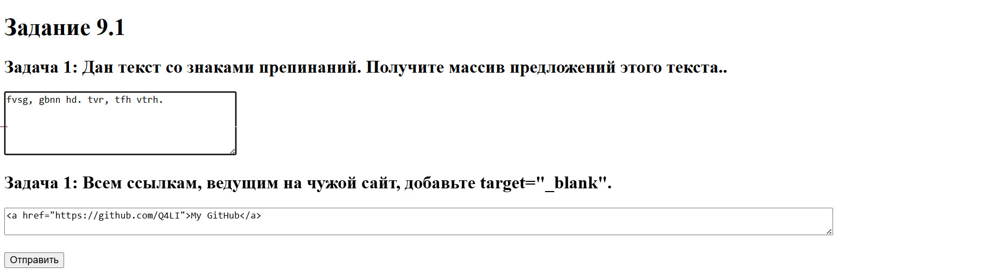 Задание 9.1
Задача 1: Дан текст со знаками препинаний. Получите массив предложений этого текста..
fvsg, gbnn hd. tvr, tfh vtrh.
Задача 1: Всем ссылкам, ведущим на чужой сайт, добавьте target="_blank".
<a href="https://github.com/Q4LI">My GitHub</a>
Отправить